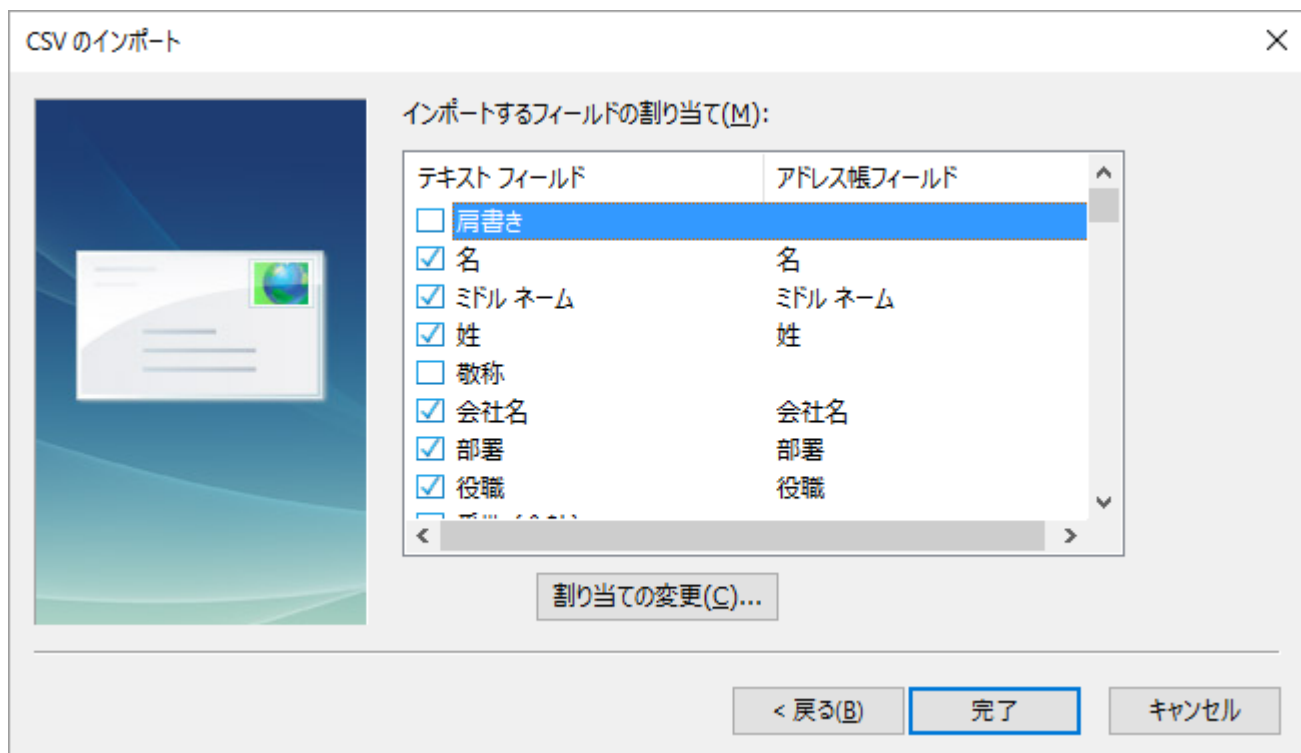 CSV のインポート
インポートするフィールドの割り当て(M):
テキスト フィールド アドレス帳フィールド
肩書き
名 名
ミドル ネーム ミドル ネーム
姓 姓
敬称
会社名 会社名
部署 部署
役職 役職
割り当ての変更(C)...
< 戻る(B) 完了 キャンセル